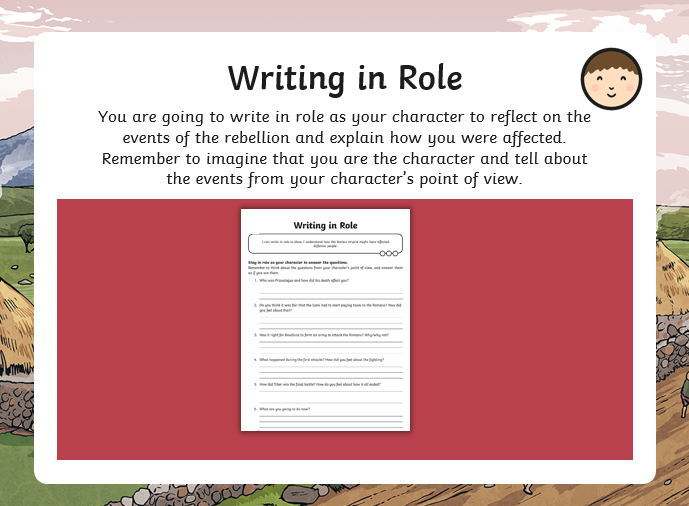 Writing in Role
You are going to write in role as your character to reflect on the
events of the rebellion and explain how you were affected.
Remember to imagine that you are the character and tell about
the events from your character's point of view.
Writing in Role
I can write in role to show I understand how the Roman empire might have affected
different people.
Stay in role as your character to answer the questions.
Remember to think about the questions from your character's point of view, and answer them
as if you are them.
1. Who was Prasutagus and how did his death affect you?
2. Do you think it was fair that the Iceni had to start paying taxes to the Romans? How did
you feel about this?
3. Was it right for Boudicca to form an army to attack the Romans? Why/why not?
4. What happened during the first attacks? How did you feel about the fighting?
5. How did win the final battle? How do you feel about how it all ended?
6. What are you going to do now?